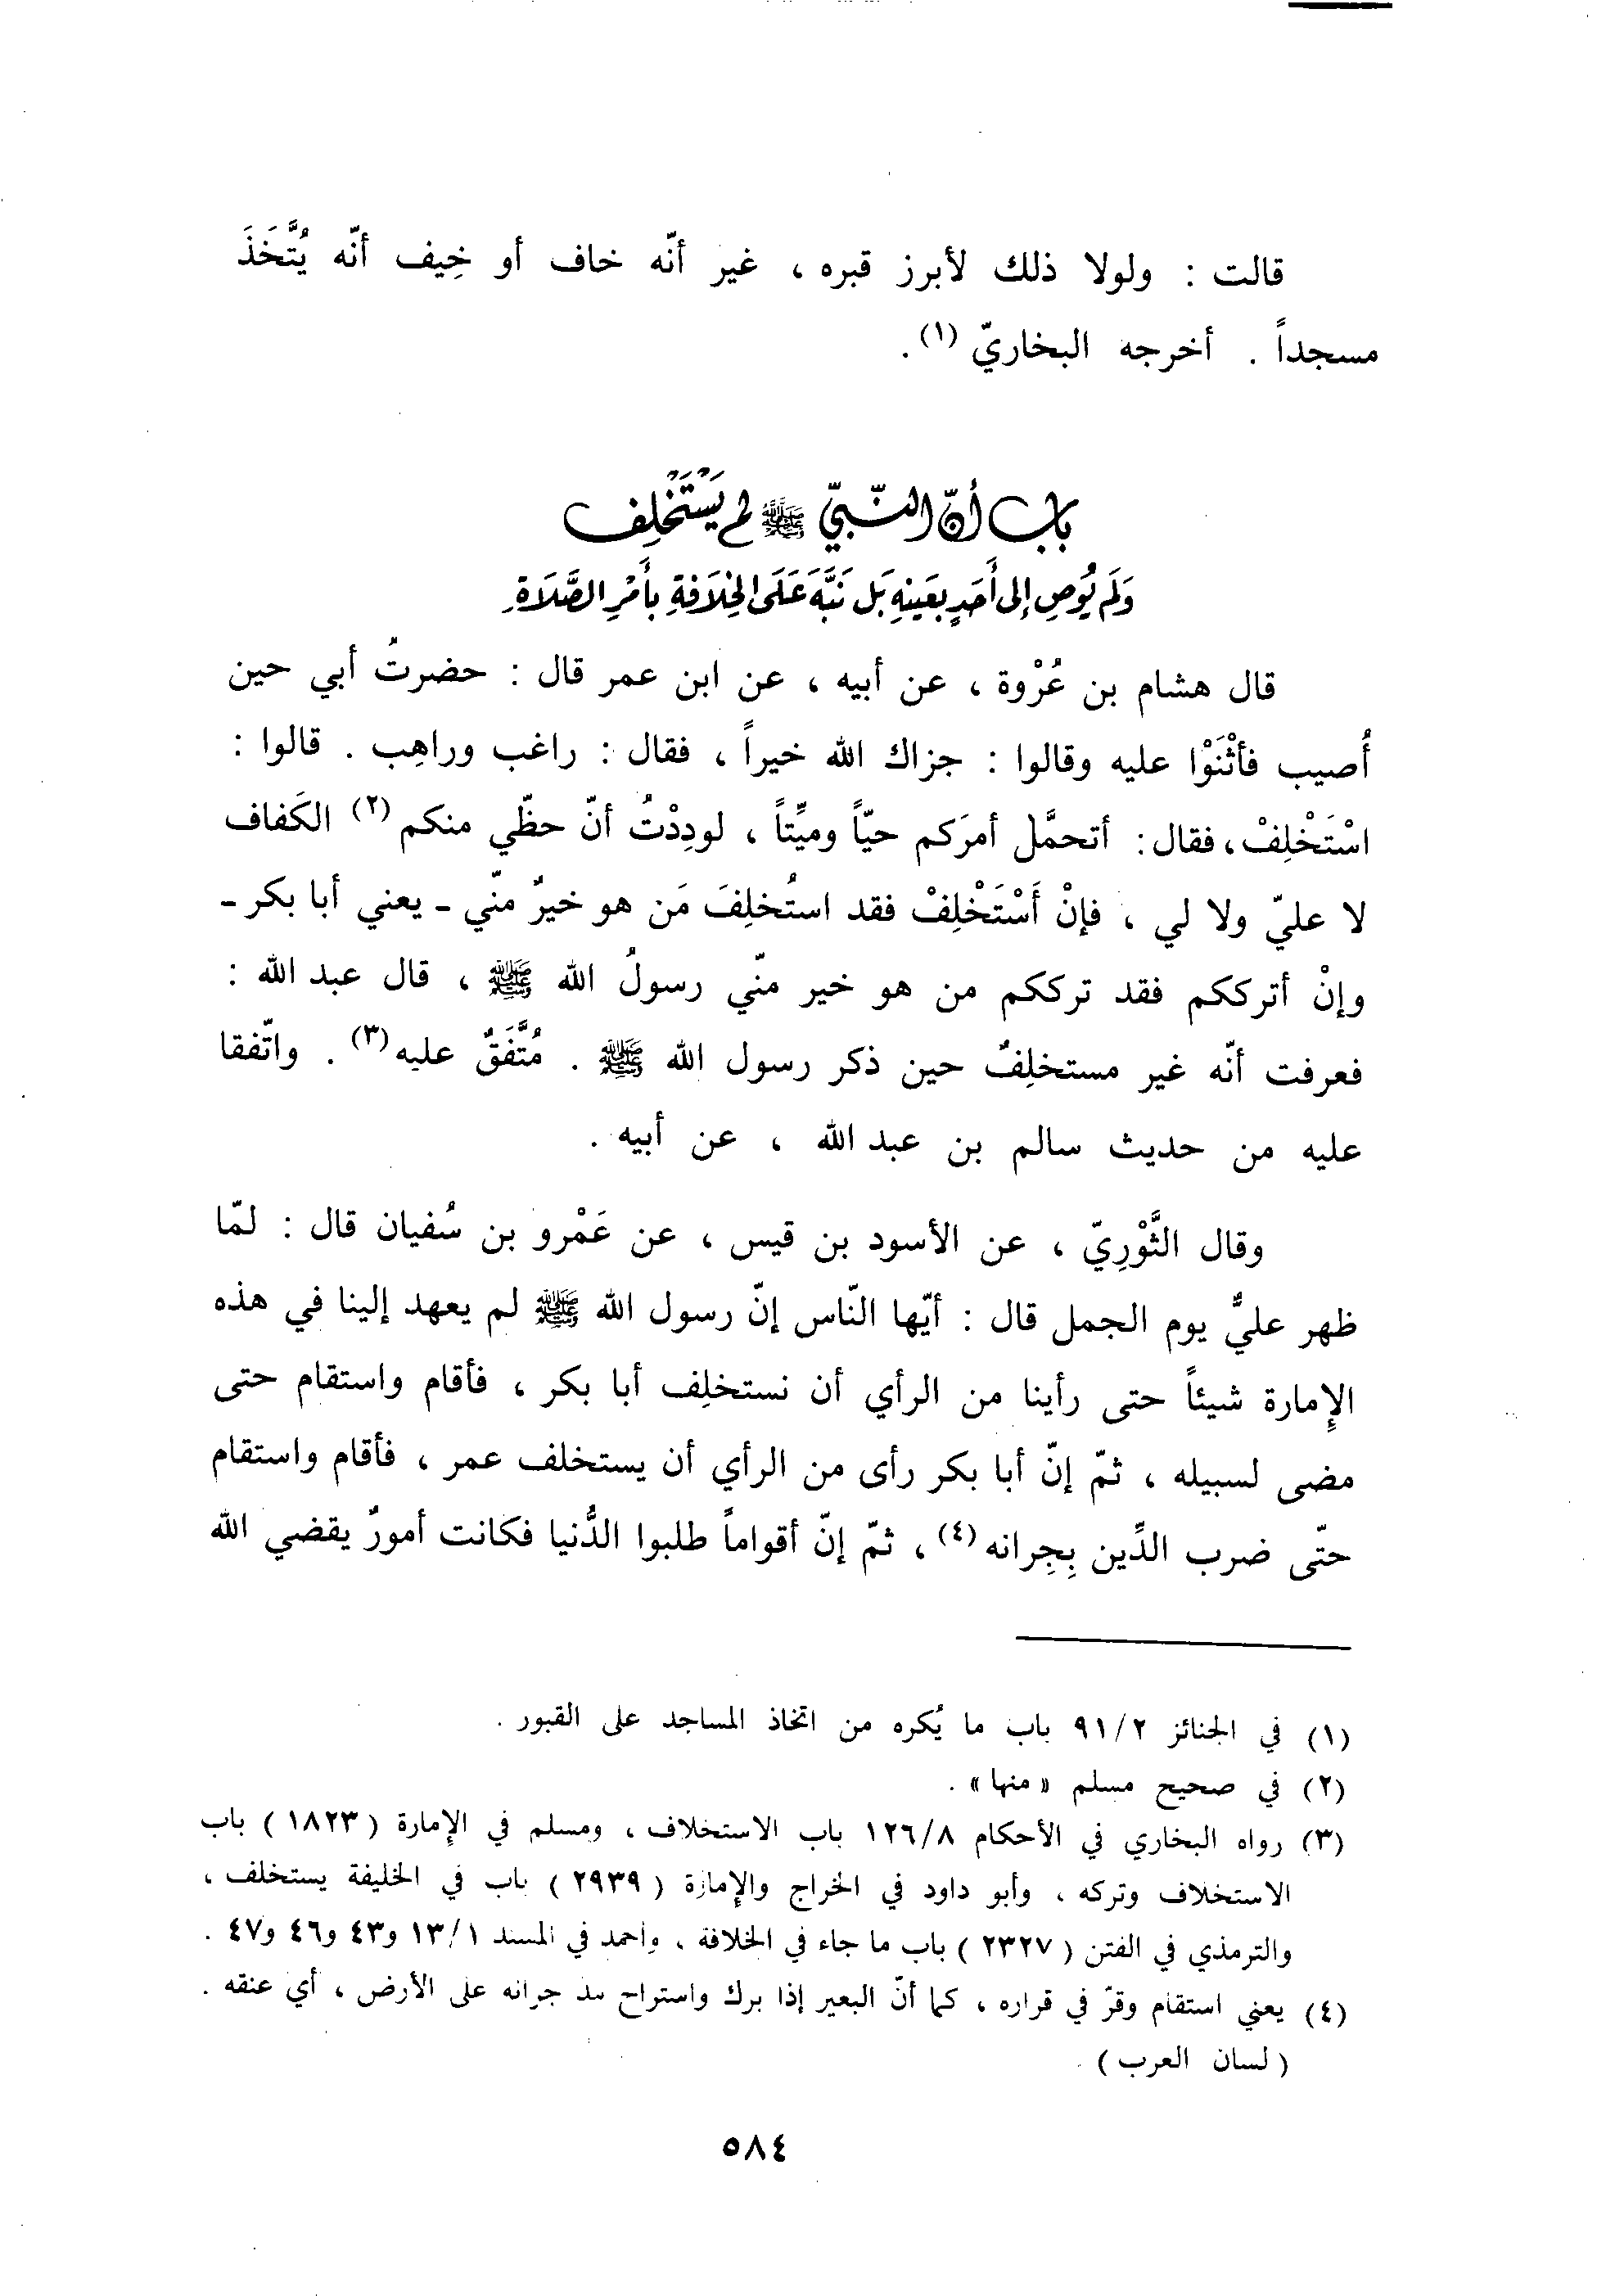 قالت : ولولا ذلك لأبرز قبره ، غير أنّه خاف أو خِيف أنّه يُتَّخَذَ
مسجداً . أخرجه البخاريّ (١) .
باب أنّ النّبيّ ﷺ لم يَسْتَخْلِف
وَلَم يُوصِ إلى أَحَدٍ بعَينِهِ بَل نَبَّهَ عَلَى الخِلَافَةِ بأَمْرِ الصَّلَاةِ
قال هشام بن عُرْوة ، عن أبيه ، عن ابن عمر قال : حضرتُ أبي حين
أُصيب فأثْنَوْا عليه وقالوا : جزاك الله خيراً ، فقال : راغب وراهِب . قالوا :
اسْتَخْلِفْ ، فقال : أتحمَّل أمرَكم حيّاً وميِّتاً ، لودِدْتُ أنّ حظّي منكم (٢) الكَفاف
لا عليّ ولا لي ، فإنْ أَسْتَخْلِفْ فقد استُخلِفَ مَن هو خيرٌ منّي ـ يعني أبا بكر ـ
وإنْ أترككم فقد ترككم من هو خير منّي رسولُ الله ﷺ ، قال عبد الله :
فعرفت أنّه غير مستخلِفٌ حين ذكر رسول الله ﷺ . مُتَّفَقٌ عليه (٣) . واتّفقا
عليه من حديث سالم بن عبد الله ، عن أبيه .
وقال الثَّوْرِيّ ، عن الأسود بن قيس ، عن عَمْرو بن سُفيان قال : لمّا
ظهر عليٌّ يوم الجمل قال : أيّها النّاس إنّ رسول الله ﷺ لم يعهد إلينا في هذه
الإِمارة شيئاً حتى رأينا من الرأي أن نستخلِف أبا بكر ، فأقام واستقام حتى
مضى لسبيله ، ثمّ إنّ أبا بكر رأى من الرأي أن يستخلف عمر ، فأقام واستقام
حتّى ضرب الدِّين بِجِرانه (٤) ، ثمّ إنّ أقواماً طلبوا الدُّنيا فكانت أمورٌ يقضي الله
(١) في الجنائز ٩١/٢ باب ما يُكره من اتخاذ المساجد على القبور .
(٢) في صحيح مسلم « منها » .
(٣) رواه البخاري في الأحكام ١٢٦/٨ باب الاستخلاف ، ومسلم في الإمارة ( ١٨٢٣ ) باب
الاستخلاف وتركه ، وأبو داود في الخراج والإمارة ( ٢٩٣٩ ) باب في الخليفة يستخلف ،
والترمذي في الفتن ( ٢٣٢٧ ) باب ما جاء في الخلافة ، وأحمد في المسند ١٣/١ و٤٣ و٤٦ و٤٧ .
(٤) يعني استقام وقرّ في قراره ، كما أنّ البعير إذا برك واستراح مدّ جرانه على الأرض ، أي عنقه .
( لسان العرب ) .
٥٨٤